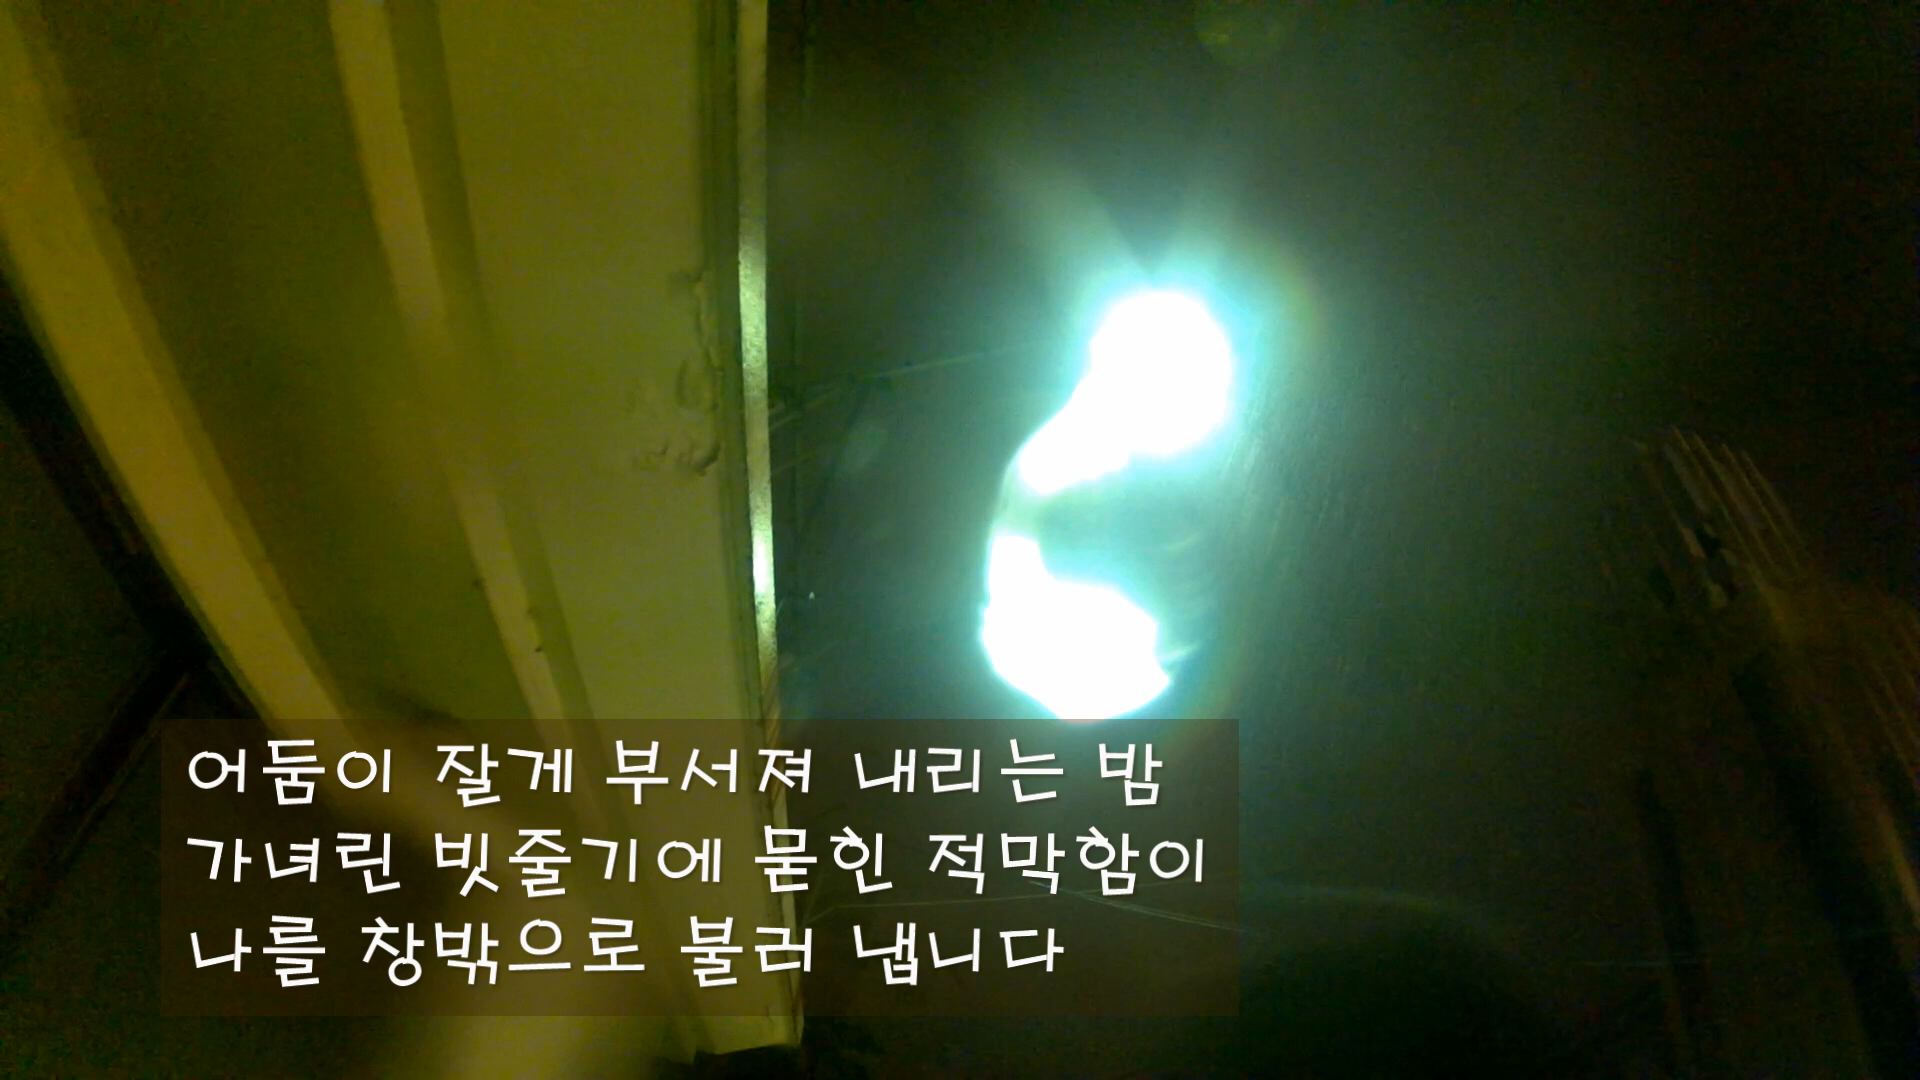 어둠이 잘게 부서져 내리는 밤
가녀린 빗줄기에 묻힌 적막함이
나를 창밖으로 불러 냅니다